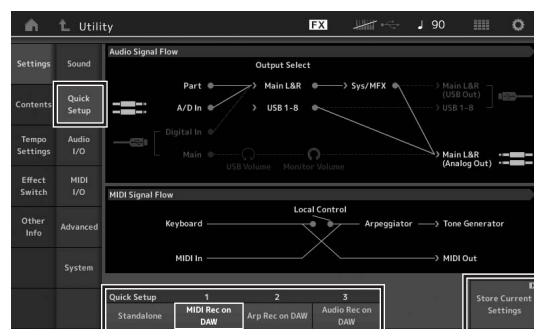 Utility
FX
90
Settings
Sound
Contents
Quick
Setup
Tempo
Settings
Audio
I/O
Effect
Switch
MIDI
I/O
Other
Info
Advanced
System
Audio Signal Flow
Output Select
Part
Main L&R
Sys/MFX
Main L&R
(USB Out)
A/D In
USB 1-8
USB 1-8
Digital In
Main
USB Volume
Monitor Volume
Main L&R
(Analog Out)
MIDI Signal Flow
Local Control
Keyboard
Arpeggiator
Tone Generator
MIDI In
MIDI Out
Quick Setup
1
2
3
Standalone
MIDI Rec on
DAW
Arp Rec on DAW
Audio Rec on
DAW
Store Current
Settings